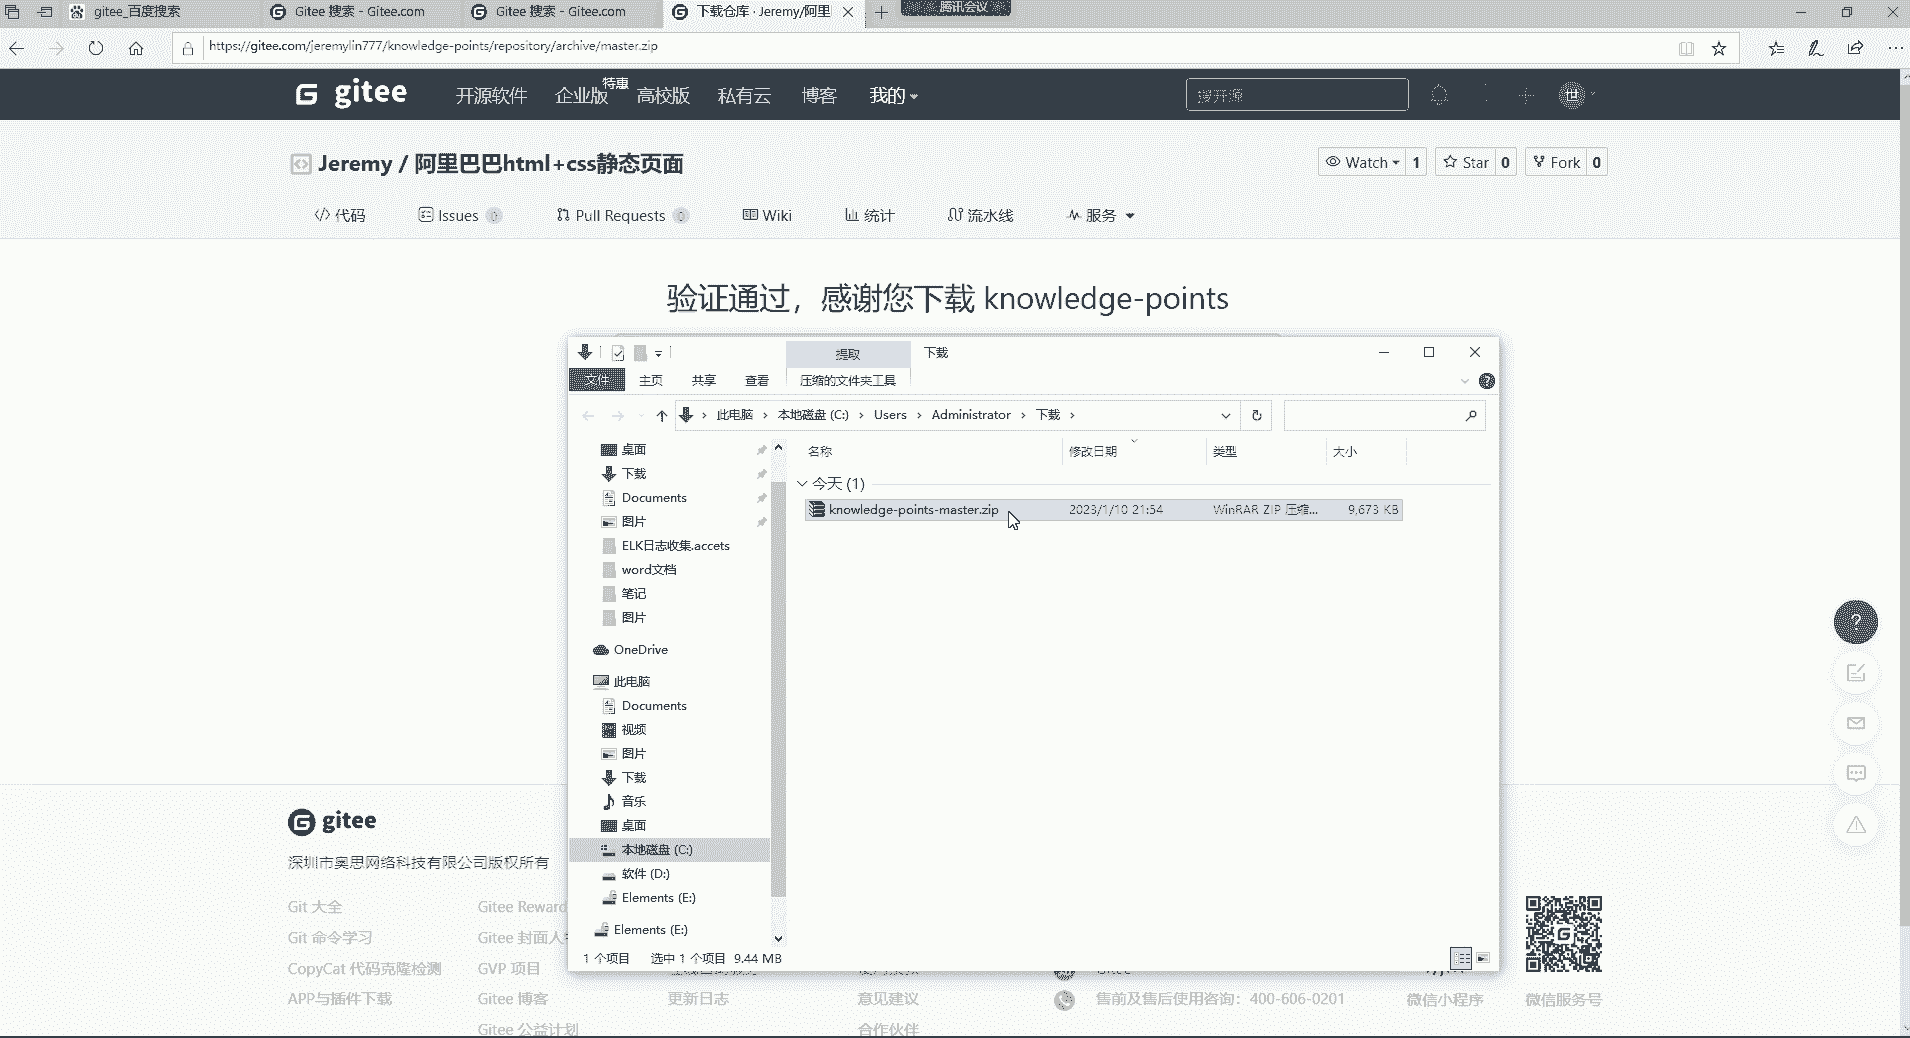 gitee_百度搜索
Gitee 搜索 - Gitee.com
Gitee 搜索 - Gitee.com
下载仓库 · Jeremy/阿里
腾讯会议
https://gitee.com/jeremylin777/knowledge-points/repository/archive/master.zip
gitee
开源软件
企业版
特惠
高校版
私有云
博客
我的
搜开源
世
Jeremy / 阿里巴巴html+css静态页面
Watch 1
Star 0
Fork 0
代码
Issues 0
Pull Requests 0
Wiki
统计
流水线
服务
验证通过，感谢您下载 knowledge-points
提取
下载
文件
主页
共享
查看
压缩的文件夹工具
此电脑 › 本地磁盘 (C:) › Users › Administrator › 下载 ›
桌面
下载
Documents
图片
ELK日志收集.accets
word文档
笔记
图片
OneDrive
此电脑
Documents
视频
图片
下载
音乐
桌面
本地磁盘 (C:)
软件 (D:)
Elements (E:)
Elements (E:)
名称 修改日期 类型 大小
今天 (1)
knowledge-points-master.zip 2023/1/10 21:54 WinRAR ZIP 压缩... 9,673 KB
1 个项目 选中 1 个项目 9.44 MB
gitee
深圳市奥思网络科技有限公司版权所有
Git 大全
Git 命令学习
CopyCat 代码克隆检测
APP与插件下载
Gitee Reward
Gitee 封面人
GVP 项目
Gitee 博客
Gitee 公益计划
更新日志
意见建议
合作伙伴
售前及售后使用咨询：400-606-0201
微信小程序
微信服务号